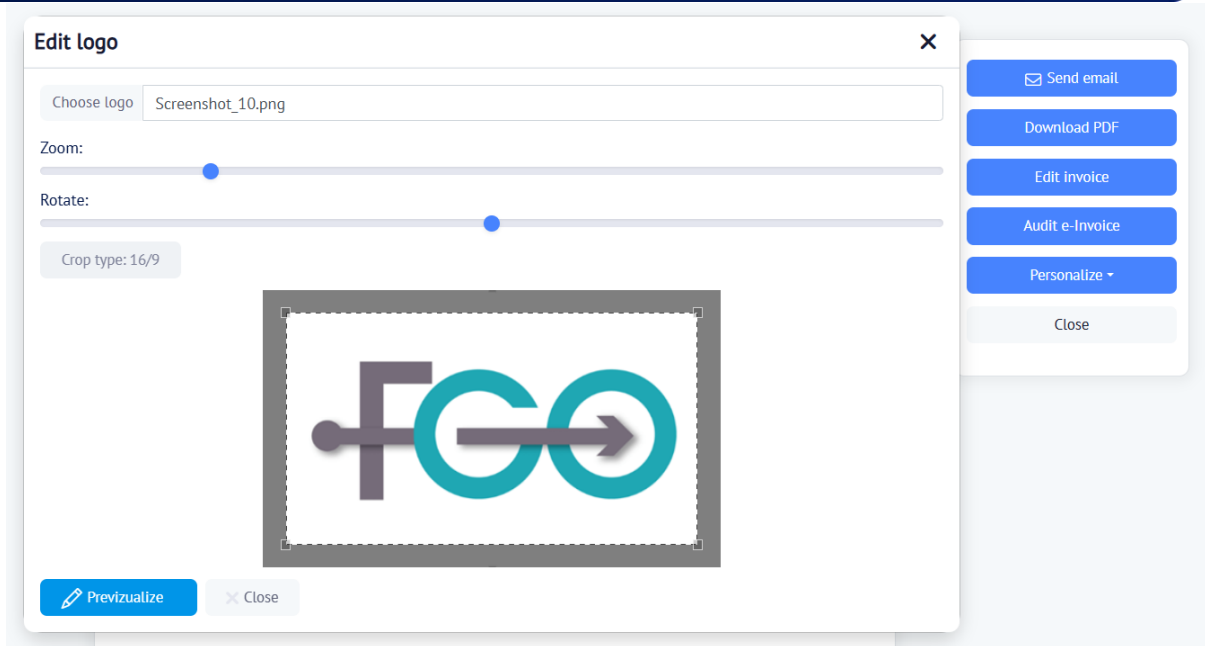 Edit logo
Choose logo Screenshot_10.png
Zoom:
Rotate:
Crop type: 16/9
FGO
Previzualize Close
Send email
Download PDF
Edit invoice
Audit e-Invoice
Personalize
Close